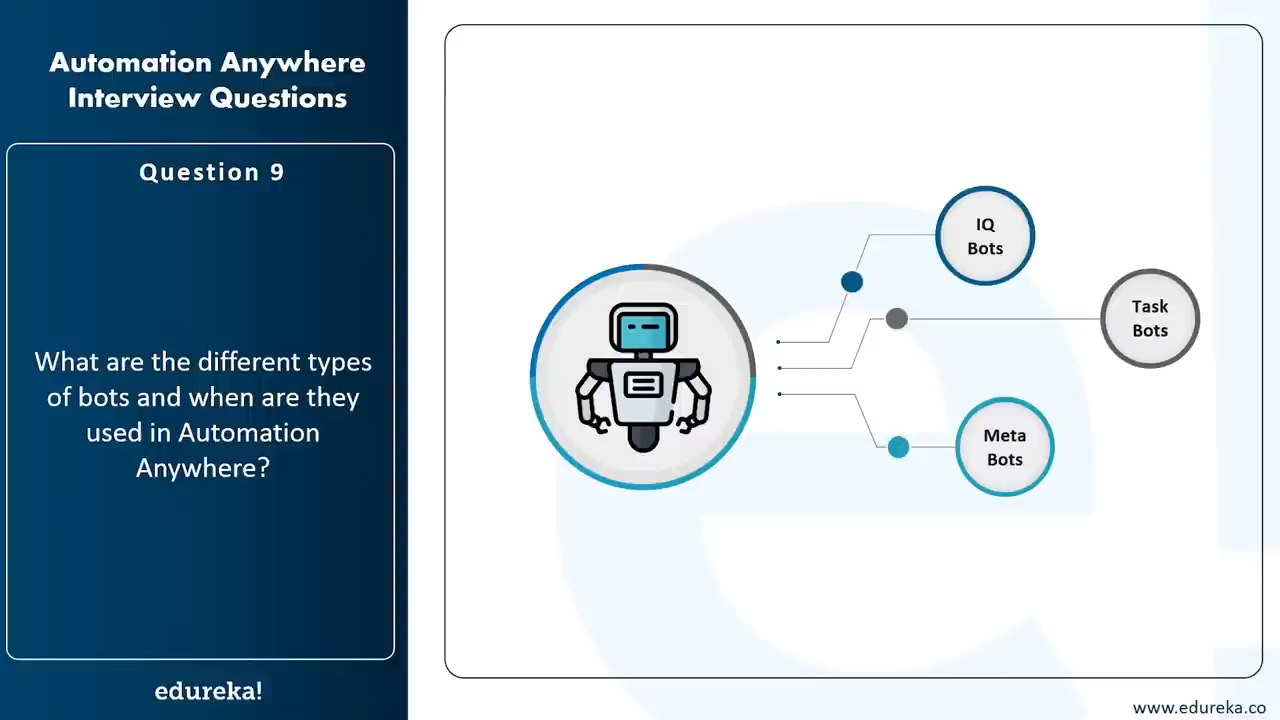 Automation Anywhere
Interview Questions
Question 9
What are the different types
of bots and when are they
used in Automation
Anywhere?
edureka!
IQ
Bots
Task
Bots
Meta
Bots
www.edureka.co